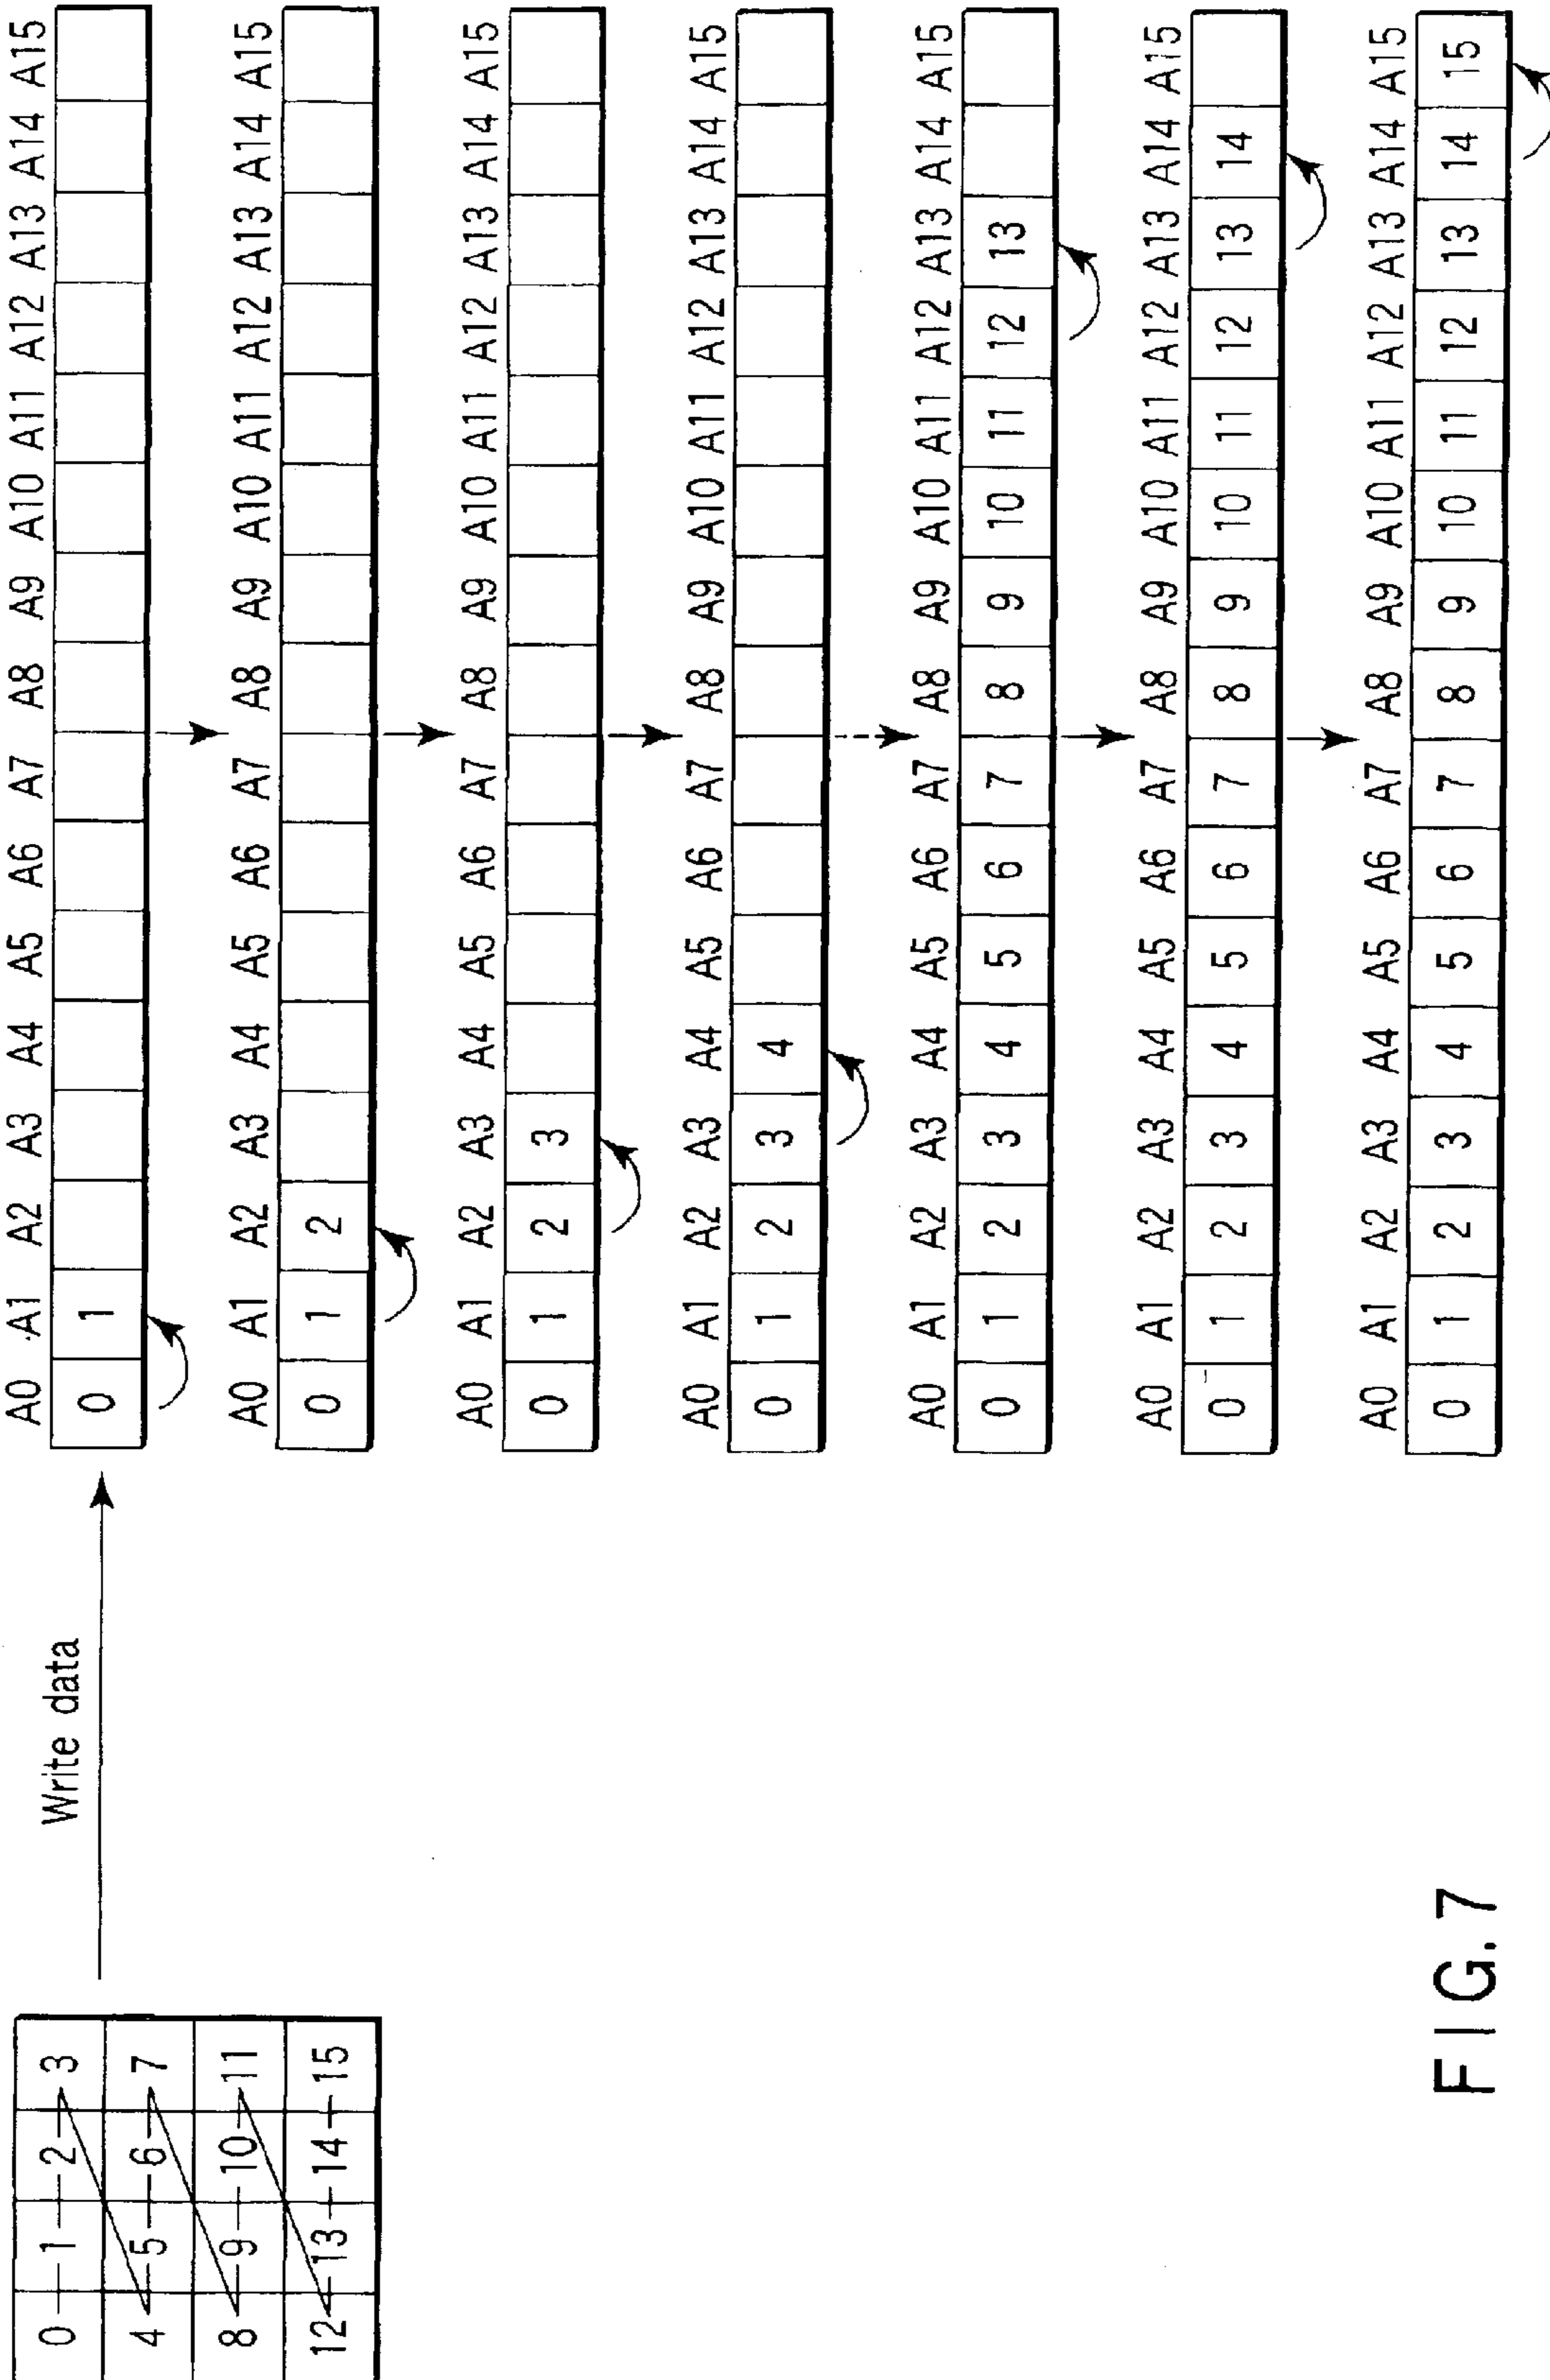 0 1 2 3
4 5 6 7
8 9 10 11
12 13 14 15
Write data
A0 A1 A2 A3 A4 A5 A6 A7 A8 A9 A10 A11 A12 A13 A14 A15
0 1
A0 A1 A2 A3 A4 A5 A6 A7 A8 A9 A10 A11 A12 A13 A14 A15
0 1 2
A0 A1 A2 A3 A4 A5 A6 A7 A8 A9 A10 A11 A12 A13 A14 A15
0 1 2 3
A0 A1 A2 A3 A4 A5 A6 A7 A8 A9 A10 A11 A12 A13 A14 A15
0 1 2 3 4
A0 A1 A2 A3 A4 A5 A6 A7 A8 A9 A10 A11 A12 A13 A14 A15
0 1 2 3 4 5 6 7 8 9 10 11 12 13
A0 A1 A2 A3 A4 A5 A6 A7 A8 A9 A10 A11 A12 A13 A14 A15
0 1 2 3 4 5 6 7 8 9 10 11 12 13 14
A0 A1 A2 A3 A4 A5 A6 A7 A8 A9 A10 A11 A12 A13 A14 A15
0 1 2 3 4 5 6 7 8 9 10 11 12 13 14 15
FIG. 7